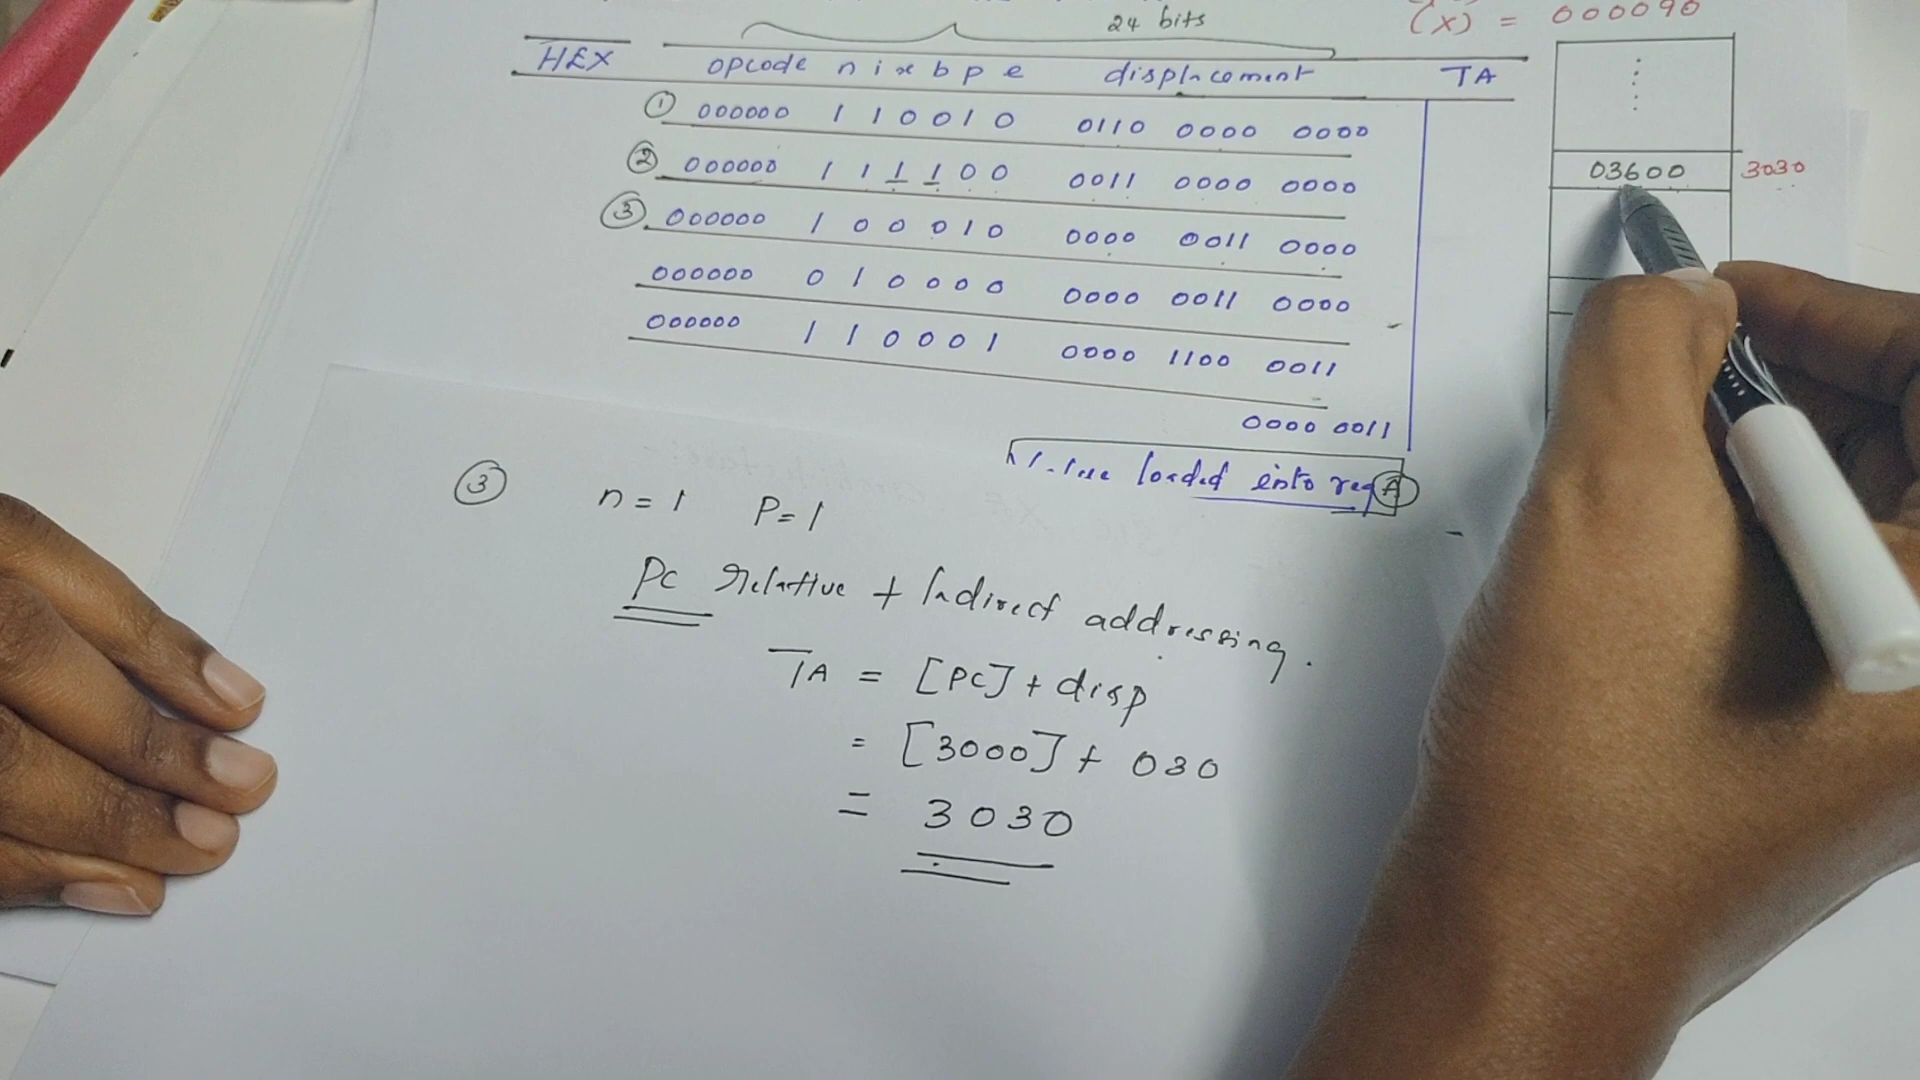 24 bits
(x) = 000090
HEX opcode n i x b p e displacement TA
① 000000 1 1 0 0 1 0 0110 0000 0000
② 000000 1 1 1 1 0 0 0011 0000 0000
03600 3030
③ 000000 1 0 0 0 1 0 0000 0011 0000
000000 0 1 0 0 0 0 0000 0011 0000
000000 1 1 0 0 0 1 0000 1100 0011
0000 0011
loaded into reg A
③ n = 1 P = 1
PC relative + Indirect addressing.
TA = [PC] + disp
= [3000] + 030
= 3030